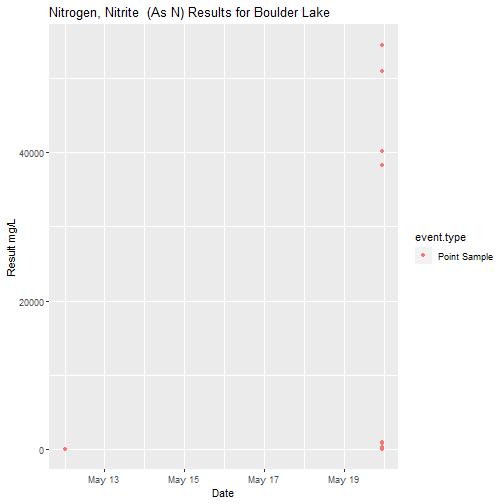 Nitrogen, Nitrite  (As N) Results for Boulder Lake
Result mg/L
40000
20000
0
May 13
May 15
May 17
May 19
Date
event.type
Point Sample